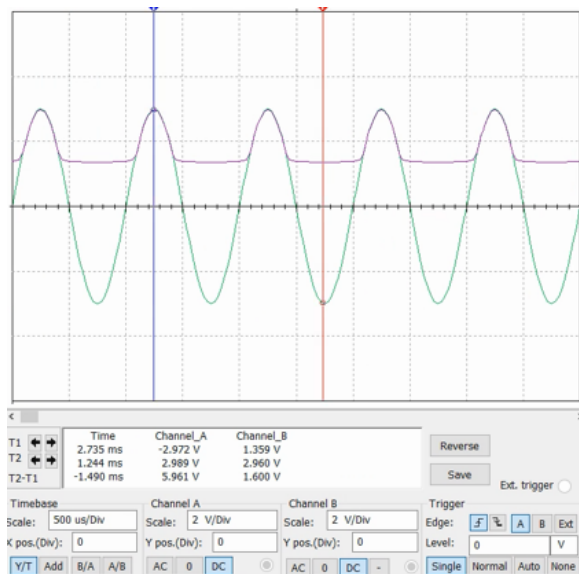 Time Channel_A Channel_B
T1 2.735 ms -2.972 V 1.359 V
T2 1.244 ms 2.989 V 2.960 V
T2-T1 -1.490 ms 5.961 V 1.600 V
Reverse
Save
Ext. trigger
Timebase
Scale: 500 us/Div
X pos.(Div): 0
Y/T Add B/A A/B
Channel A
Scale: 2 V/Div
Y pos.(Div): 0
AC 0 DC
Channel B
Scale: 2 V/Div
Y pos.(Div): 0
AC 0 DC -
Trigger
Edge: A B Ext
Level: 0 V
Single Normal Auto None